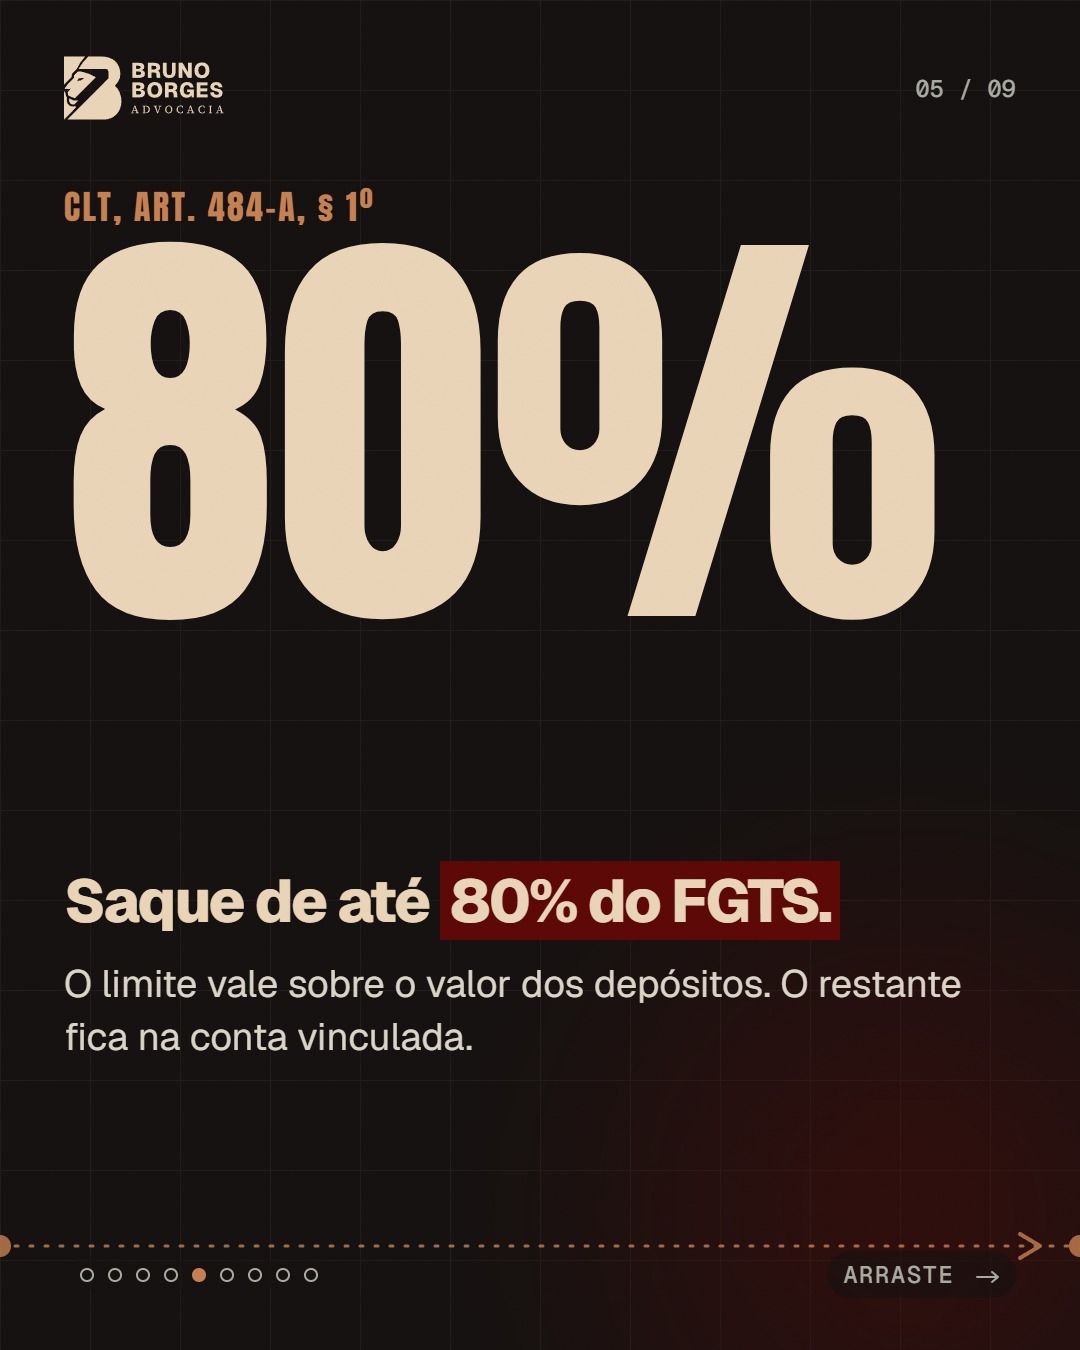 BRUNO
BORGES
ADVOCACIA
05 / 09
CLT, ART. 484-A, § 1º
80%
Saque de até 80% do FGTS.
O limite vale sobre o valor dos depósitos. O restante
fica na conta vinculada.
ARRASTE →